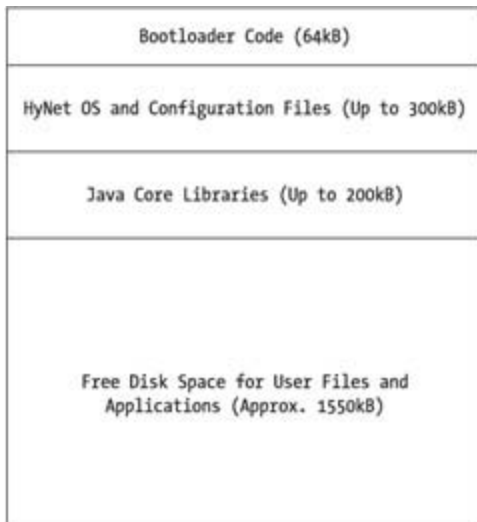 Bootloader Code (64kB)
HyNet OS and Configuration Files (Up to 300kB)
Java Core Libraries (Up to 200kB)
Free Disk Space for User Files and
Applications (Approx. 1550kB)